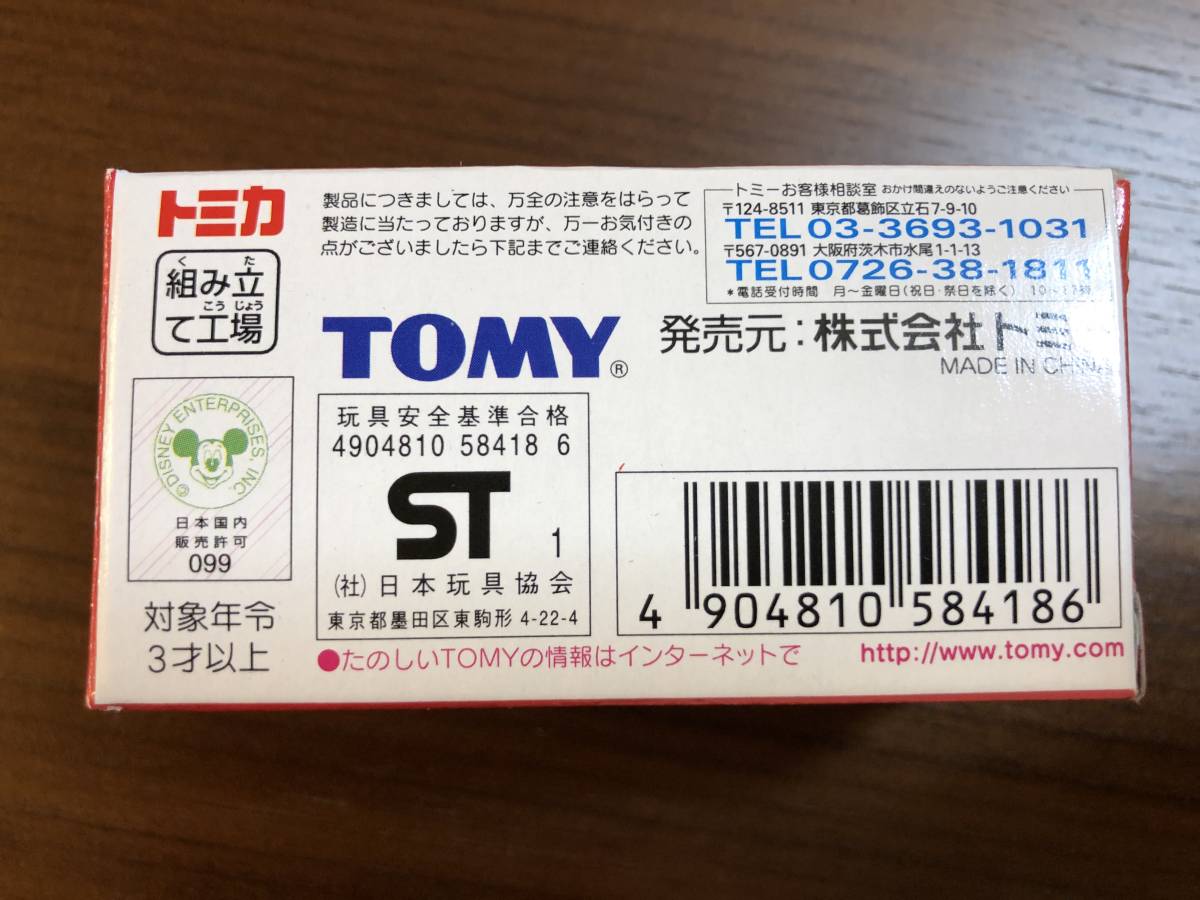 トミカ
組み立
く た
て工場
こう じょう
製品につきましては、万全の注意をはらって
製造に当たっておりますが、万一お気付きの
点がございましたら下記までご連絡ください。
トミーお客様相談室 おかけ間違えのないようご注意ください
〒124-8511 東京都葛飾区立石7-9-10
TEL03-3693-1031
〒567-0891 大阪府茨木市水尾1-1-13
TEL0726-38-1811
*電話受付時間 月〜金曜日(祝日・祭日を除く) 10〜17時
TOMY®
発売元:株式会社トミー
MADE IN CHINA
© DISNEY ENTERPRISES, INC.
日本国内
販売許可
099
対象年令
3才以上
玩具安全基準合格
4904810 58418 6
ST 1
(社)日本玩具協会
東京都墨田区東駒形 4-22-4
4 904810 584186
●たのしいTOMYの情報はインターネットで http://www.tomy.com